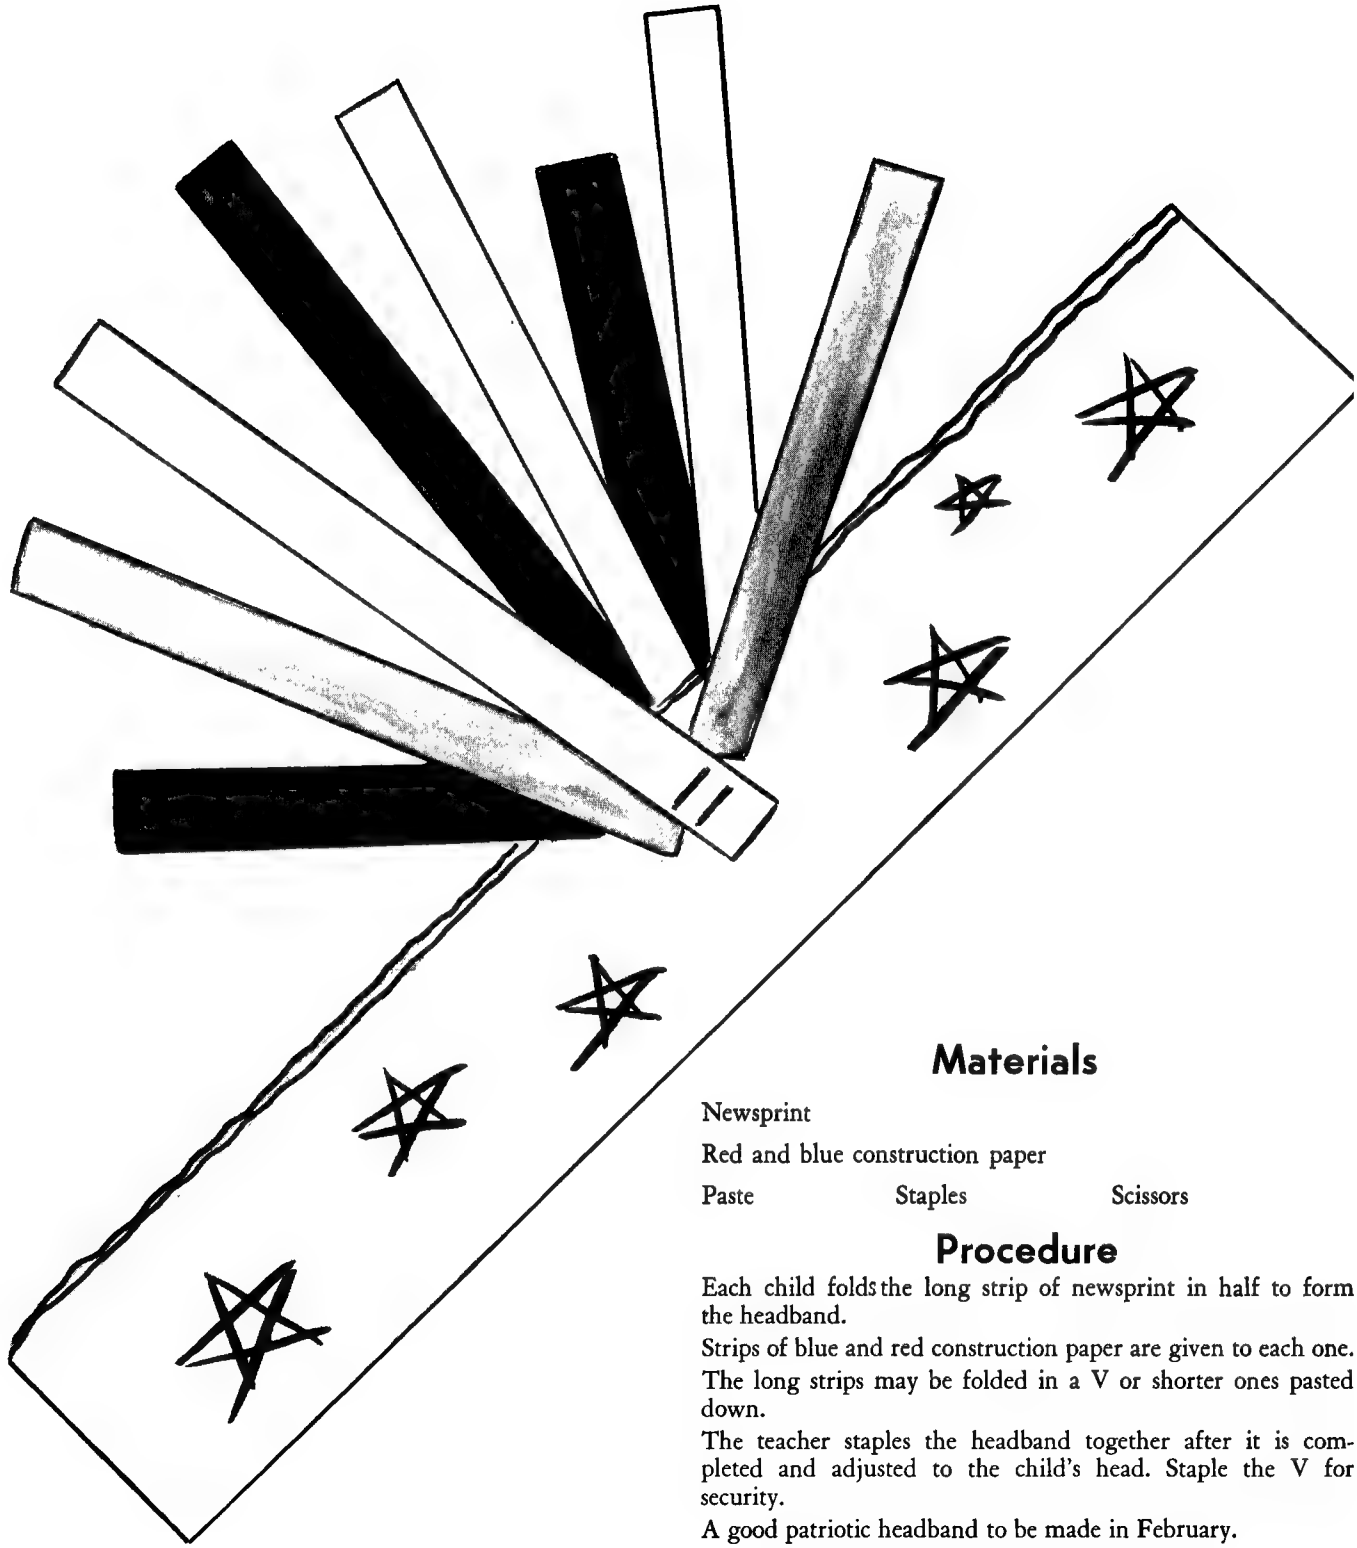 Materials
Newsprint
Red and blue construction paper
Paste Staples Scissors
Procedure
Each child folds the long strip of newsprint in half to form
the headband.
Strips of blue and red construction paper are given to each one.
The long strips may be folded in a V or shorter ones pasted
down.
The teacher staples the headband together after it is com-
pleted and adjusted to the child's head. Staple the V for
security.
A good patriotic headband to be made in February.